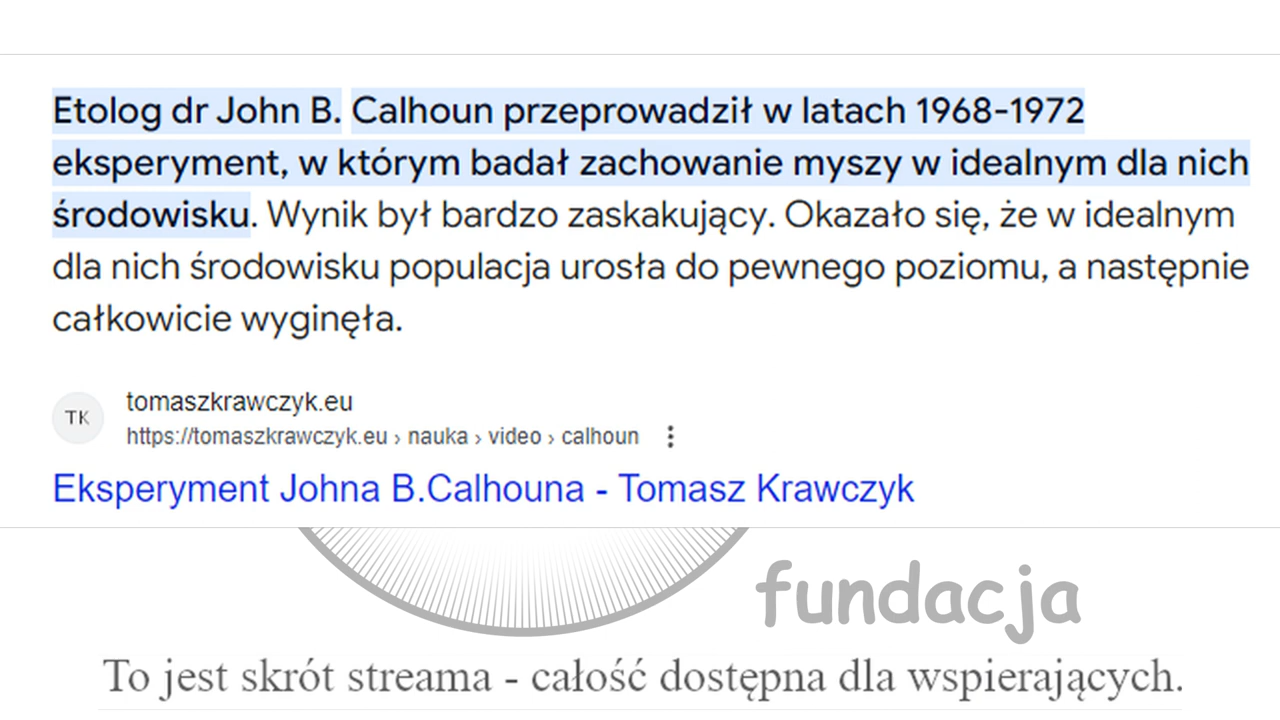 Etolog dr John B. Calhoun przeprowadził w latach 1968-1972
eksperyment, w którym badał zachowanie myszy w idealnym dla nich
środowisku. Wynik był bardzo zaskakujący. Okazało się, że w idealnym
dla nich środowisku populacja urosła do pewnego poziomu, a następnie
całkowicie wyginęła.
TK
tomaszkrawczyk.eu
https://tomaszkrawczyk.eu › nauka › video › calhoun
Eksperyment Johna B.Calhouna - Tomasz Krawczyk
fundacja
To jest skrót streama - całość dostępna dla wspierających.